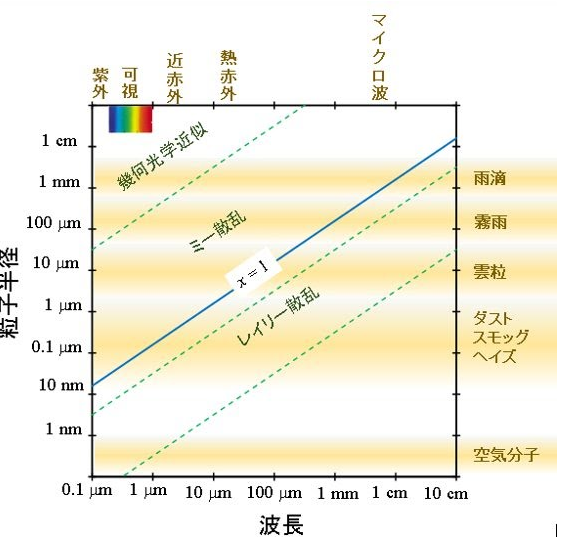 紫外
可視
近赤外
熱赤外
マイクロ波
幾何光学近似
ミー散乱
x = 1
レイリー散乱
粒子半径
1 cm
1 mm
100 μm
10 μm
1 μm
0.1 μm
10 nm
1 nm
雨滴
霧雨
雲粒
ダスト
スモッグ
ヘイズ
空気分子
0.1 μm 1 μm 10 μm 100 μm 1 mm 1 cm 10 cm
波長